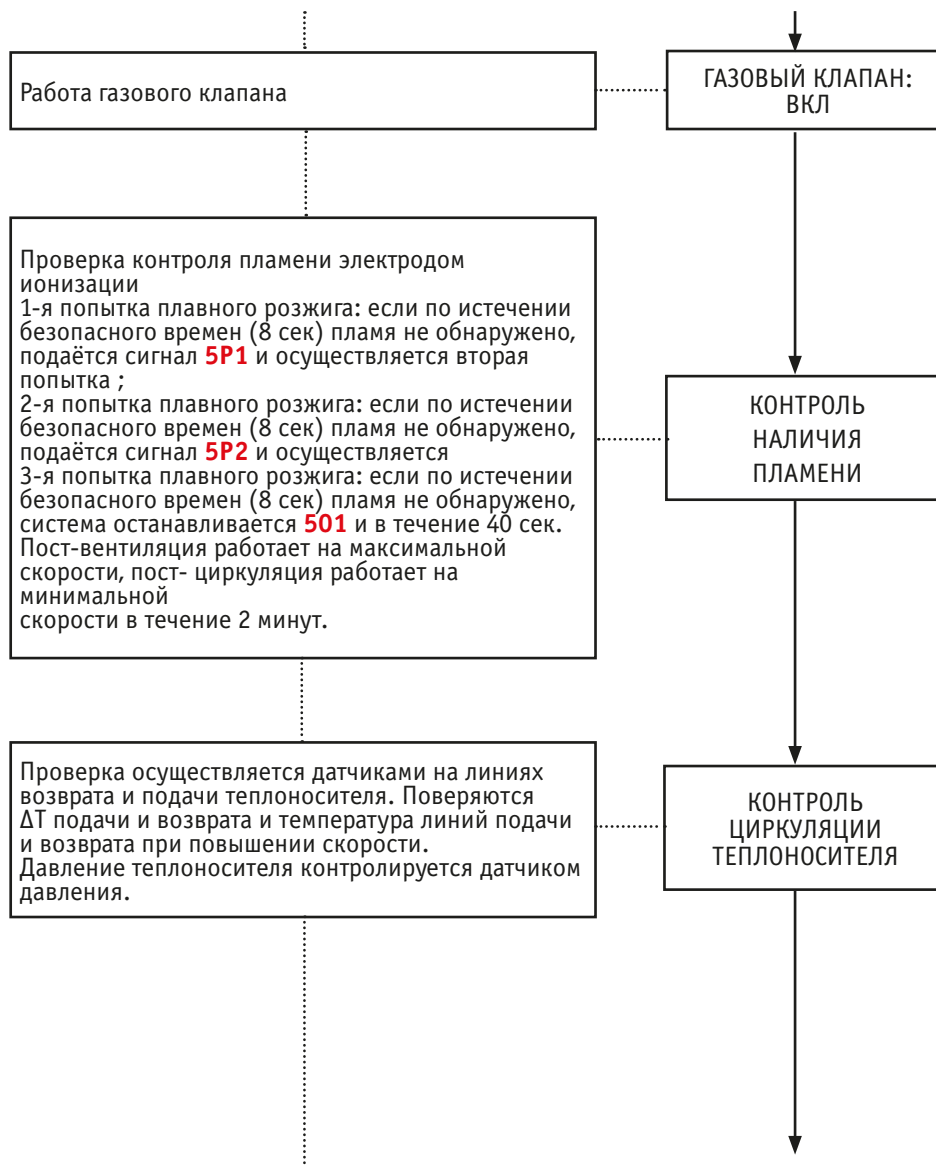 Работа газового клапана
ГАЗОВЫЙ КЛАПАН:
ВКЛ
Проверка контроля пламени электродом
ионизации
1-я попытка плавного розжига: если по истечении
безопасного времен (8 сек) пламя не обнаружено,
подаётся сигнал 5P1 и осуществляется вторая
попытка ;
2-я попытка плавного розжига: если по истечении
безопасного времен (8 сек) пламя не обнаружено,
подаётся сигнал 5P2 и осуществляется
3-я попытка плавного розжига: если по истечении
безопасного времен (8 сек) пламя не обнаружено,
система останавливается 501 и в течение 40 сек.
Пост-вентиляция работает на максимальной
скорости, пост- циркуляция работает на
минимальной
скорости в течение 2 минут.
КОНТРОЛЬ
НАЛИЧИЯ
ПЛАМЕНИ
Проверка осуществляется датчиками на линиях
возврата и подачи теплоносителя. Поверяются
ΔT подачи и возврата и температура линий подачи
и возврата при повышении скорости.
Давление теплоносителя контролируется датчиком
давления.
КОНТРОЛЬ
ЦИРКУЛЯЦИИ
ТЕПЛОНОСИТЕЛЯ